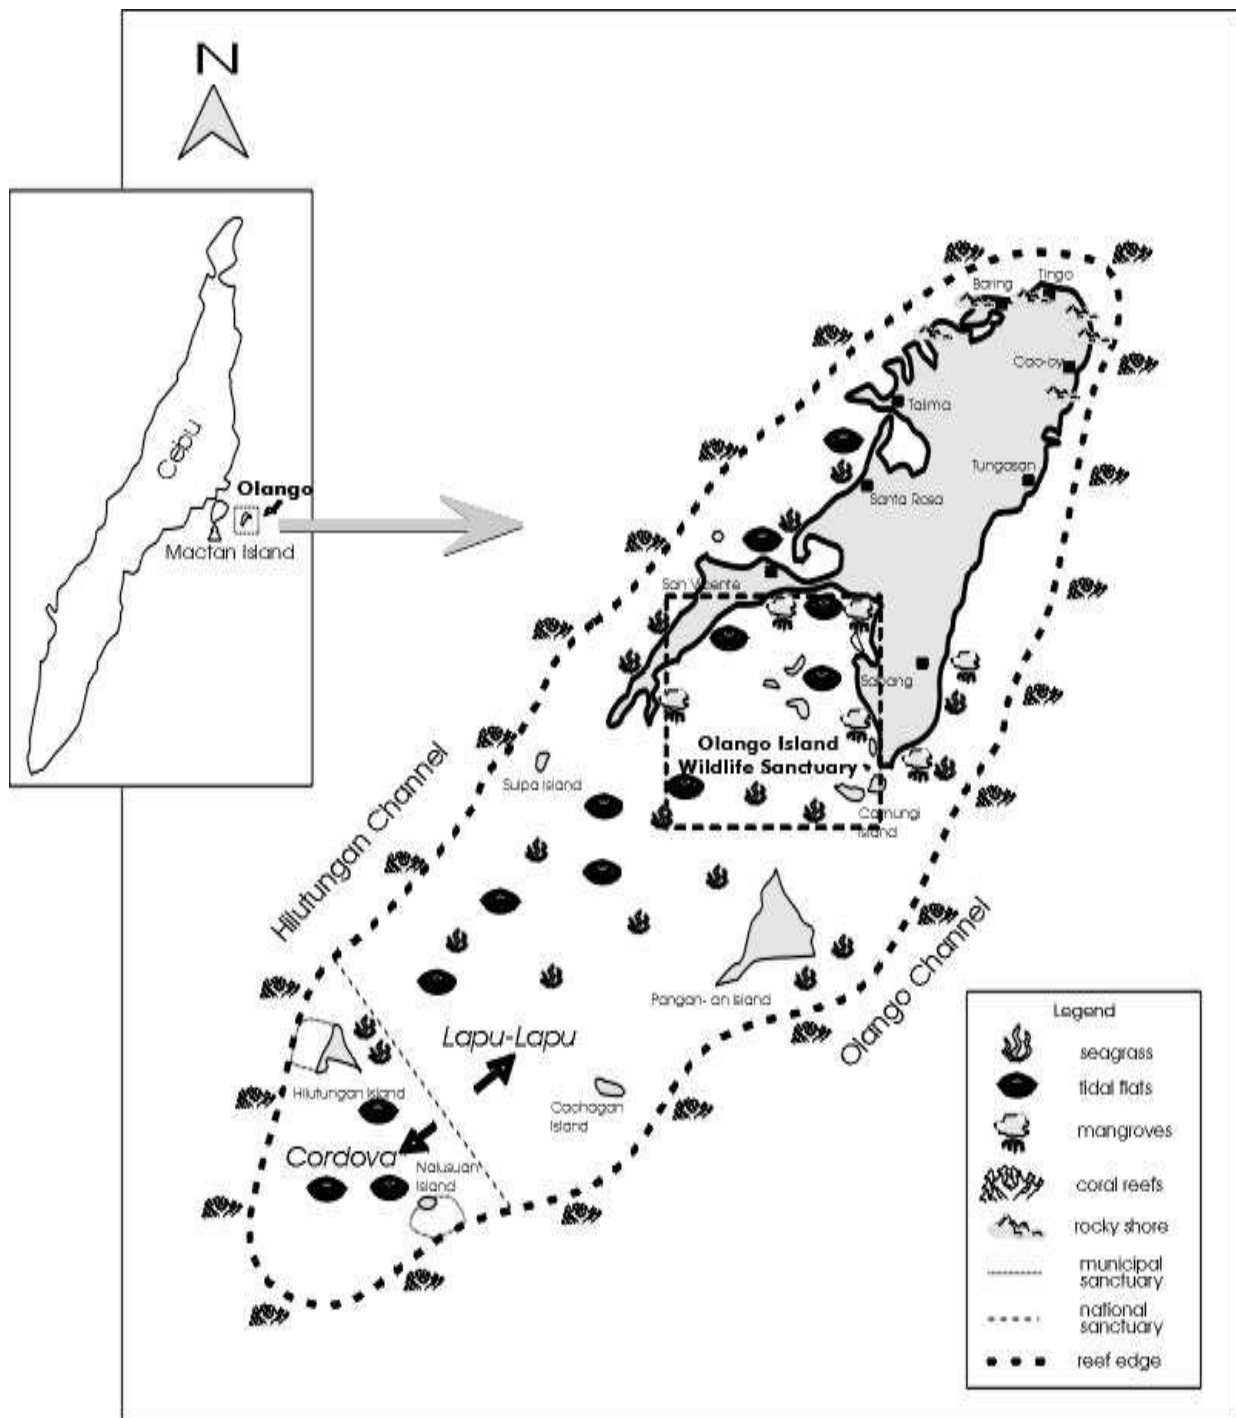 N
Cebu
Olango
Mactan Island
Baring
Tingo
Cao-oy
Talima
Tungasan
Santa Rosa
San Vicente
Sabang
Olango Island
Wildlife Sanctuary
Sulpa Island
Camungi
Island
Hilutungan Channel
Olango Channel
Pangan- an Island
Lapu-Lapu
Hilutungan Island
Caohagan
Island
Cordova
Nalusuan
Island
Legend
seagrass
tidal flats
mangroves
coral reefs
rocky shore
municipal
sanctuary
national
sanctuary
reef edge